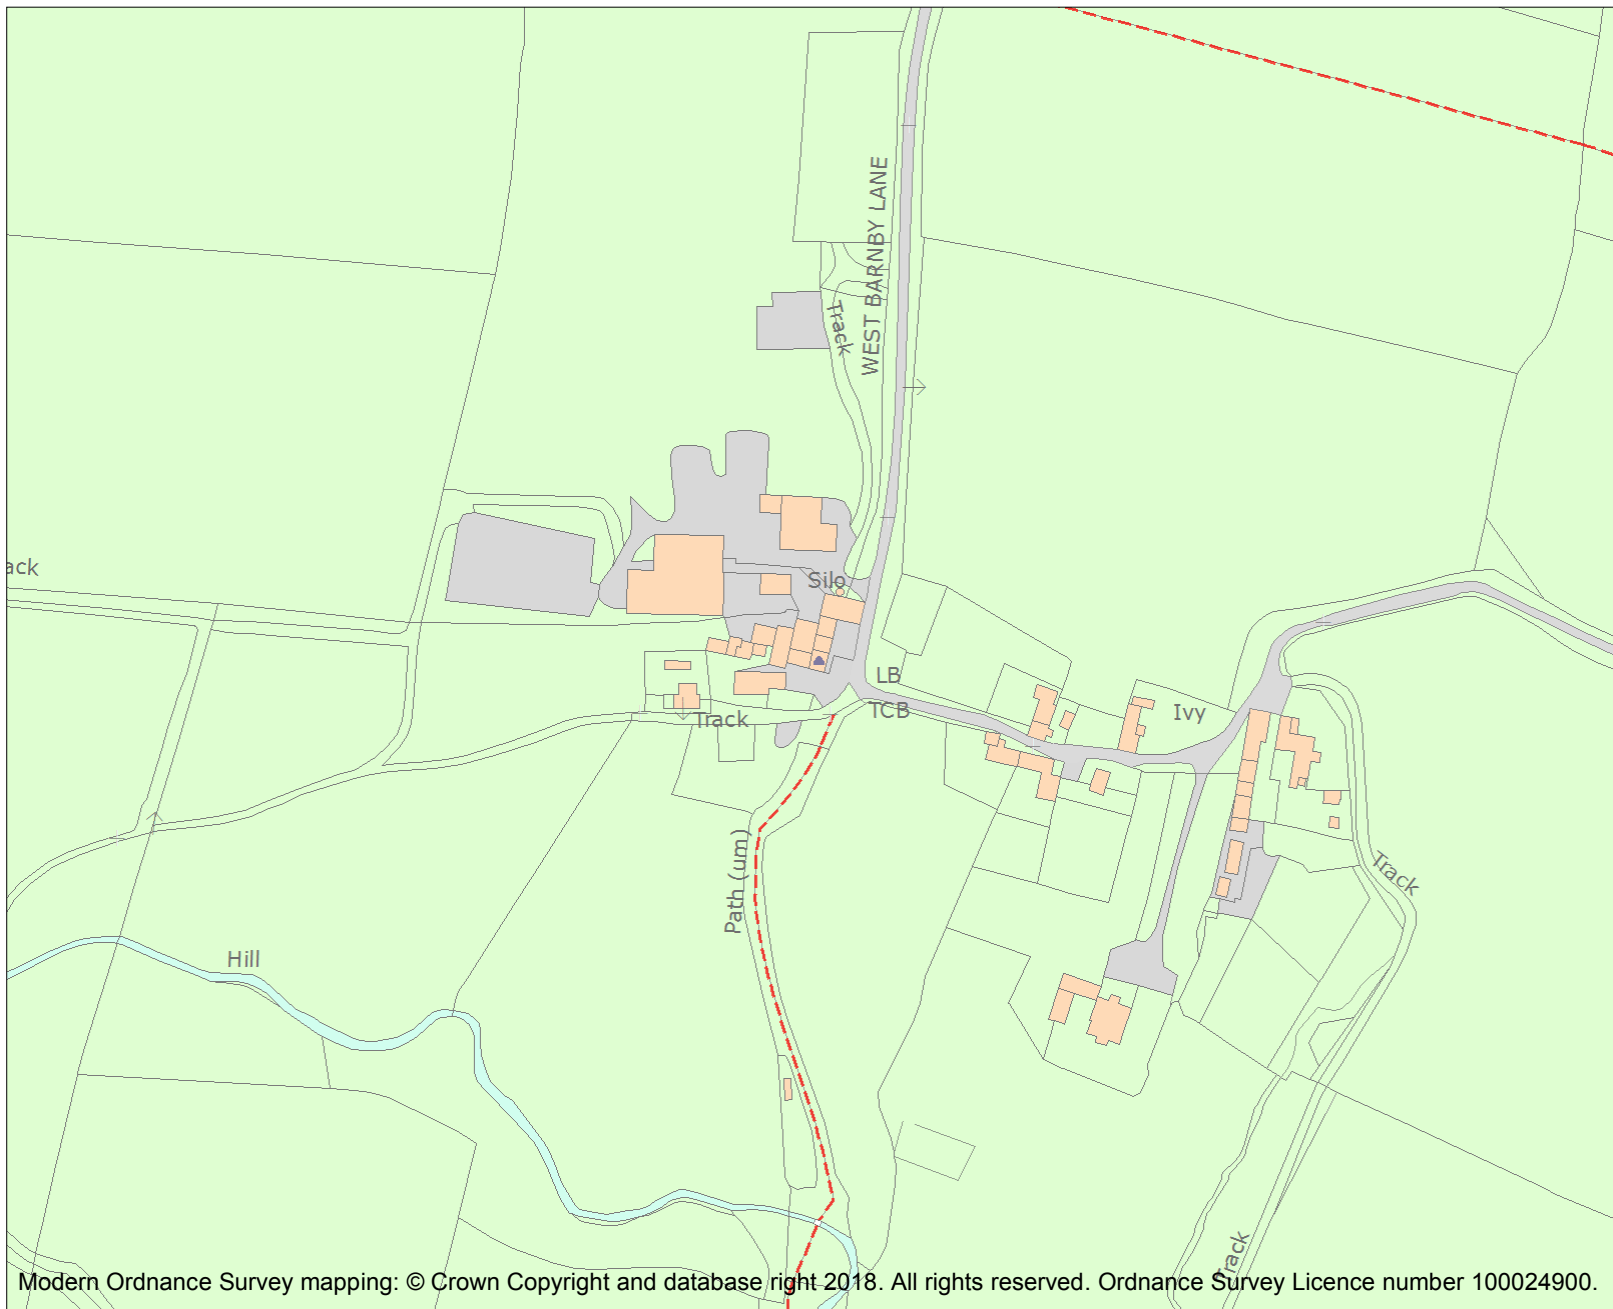 WEST BARNBY LANE
Track
ack
Silo
LB
TCB
Ivy
Track
Path (um)
Track
Hill
Track
Modern Ordnance Survey mapping: © Crown Copyright and database right 2018. All rights reserved. Ordnance Survey Licence number 100024900.